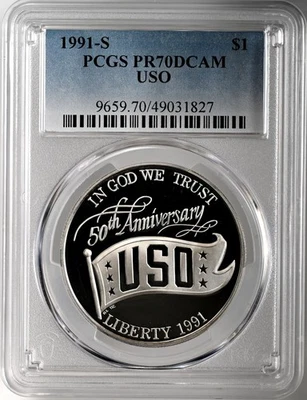 1991-S $1
PCGS PR70DCAM
USO
9659.70/49031827
IN GOD WE TRUST
50th Anniversary
USO
LIBERTY 1991